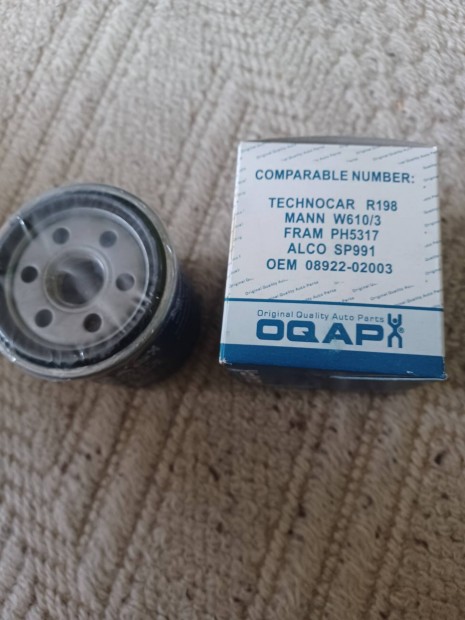 COMPARABLE NUMBER:
TECHNOCAR R198
MANN W610/3
FRAM PH5317
ALCO SP991
OEM 08922-02003
Original Quality Auto Parts
OQAP